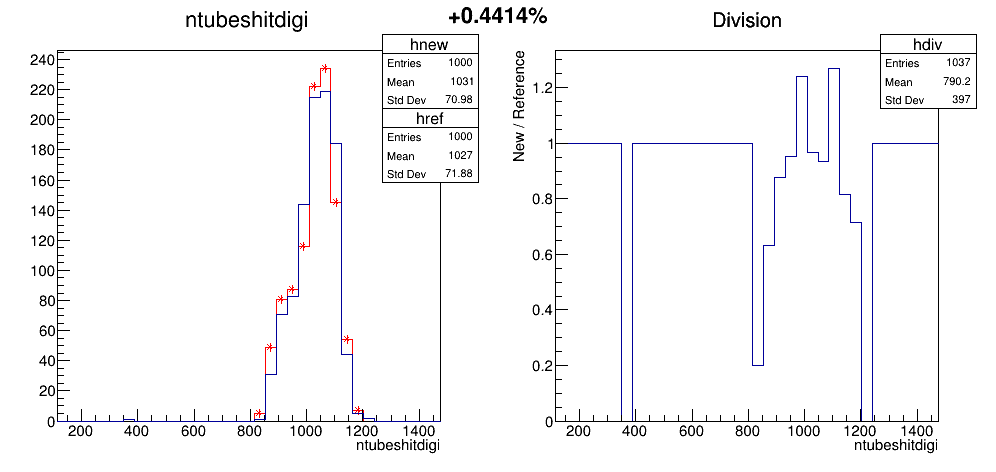 ntubeshitdigi
+0.4414%
Division
hnew
Entries 1000
Mean 1031
Std Dev 70.98
href
Entries 1000
Mean 1027
Std Dev 71.88
240
220
200
180
160
140
120
100
80
60
40
20
0
200 400 600 800 1000 1200 1400
ntubeshitdigi
hdiv
Entries 1037
Mean 790.2
Std Dev 397
New / Reference
1.2
1
0.8
0.6
0.4
0.2
0
200 400 600 800 1000 1200 1400
ntubeshitdigi